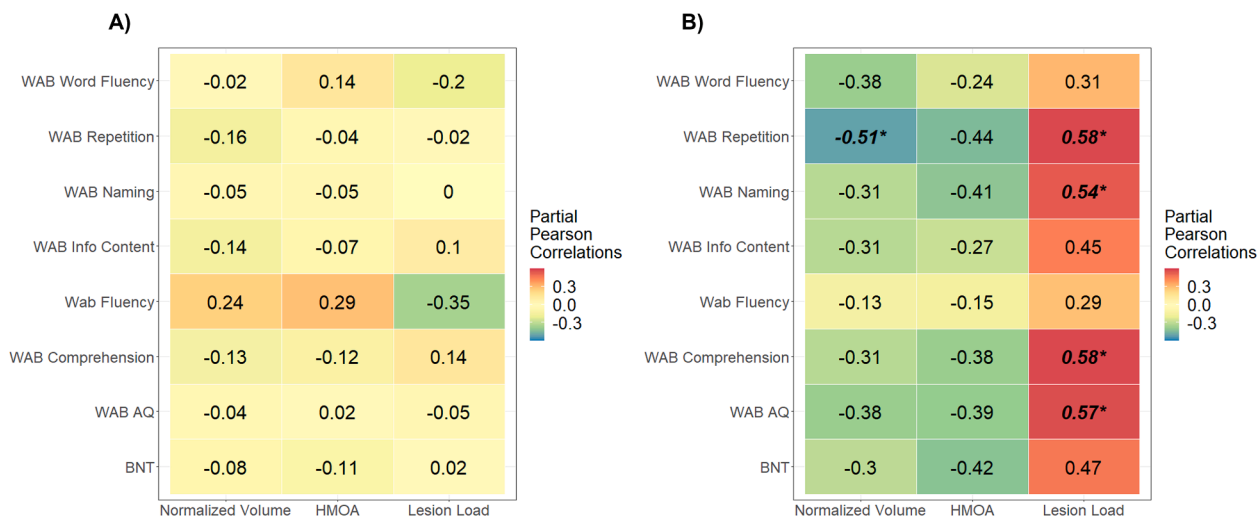 A)
WAB Word Fluency -0.02 0.14 -0.2
WAB Repetition -0.16 -0.04 -0.02
WAB Naming -0.05 -0.05 0
WAB Info Content -0.14 -0.07 0.1
Wab Fluency 0.24 0.29 -0.35
WAB Comprehension -0.13 -0.12 0.14
WAB AQ -0.04 0.02 -0.05
BNT -0.08 -0.11 0.02
Normalized Volume HMOA Lesion Load
Partial
Pearson
Correlations
0.3
0.0
-0.3
B)
WAB Word Fluency -0.38 -0.24 0.31
WAB Repetition -0.51* -0.44 0.58*
WAB Naming -0.31 -0.41 0.54*
WAB Info Content -0.31 -0.27 0.45
Wab Fluency -0.13 -0.15 0.29
WAB Comprehension -0.31 -0.38 0.58*
WAB AQ -0.38 -0.39 0.57*
BNT -0.3 -0.42 0.47
Normalized Volume HMOA Lesion Load
Partial
Pearson
Correlations
0.3
0.0
-0.3